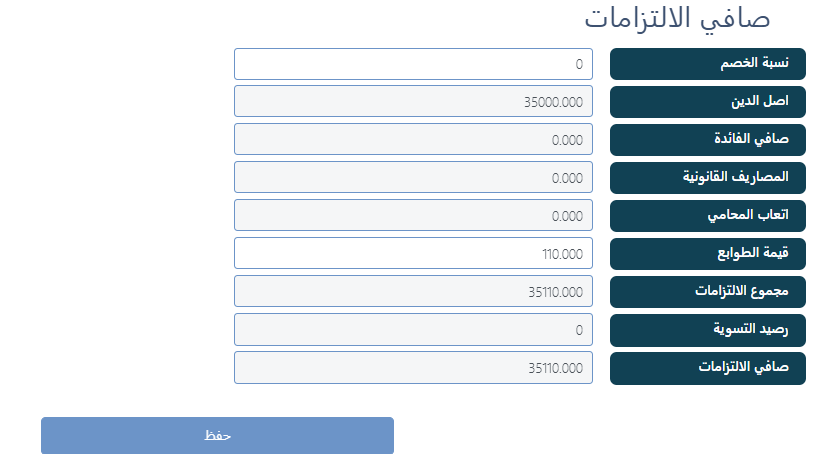 صافي الالتزامات
نسبة الخصم 0
اصل الدين 35000.000
صافي الفائدة 0.000
المصاريف القانونية 0.000
اتعاب المحامي 0.000
قيمة الطوابع 110.000
مجموع الالتزامات 35110.000
رصيد التسوية 0
صافي الالتزامات 35110.000
حفظ